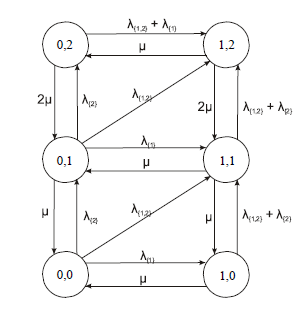 λ{1,2} + λ{1}
0,2 1,2
μ
2μ λ{2} λ{1,2} 2μ λ{1,2} + λ{2}
λ{1}
0,1 1,1
μ
μ λ{2} λ{1,2} μ λ{1,2} + λ{2}
λ{1}
0,0 1,0
μ